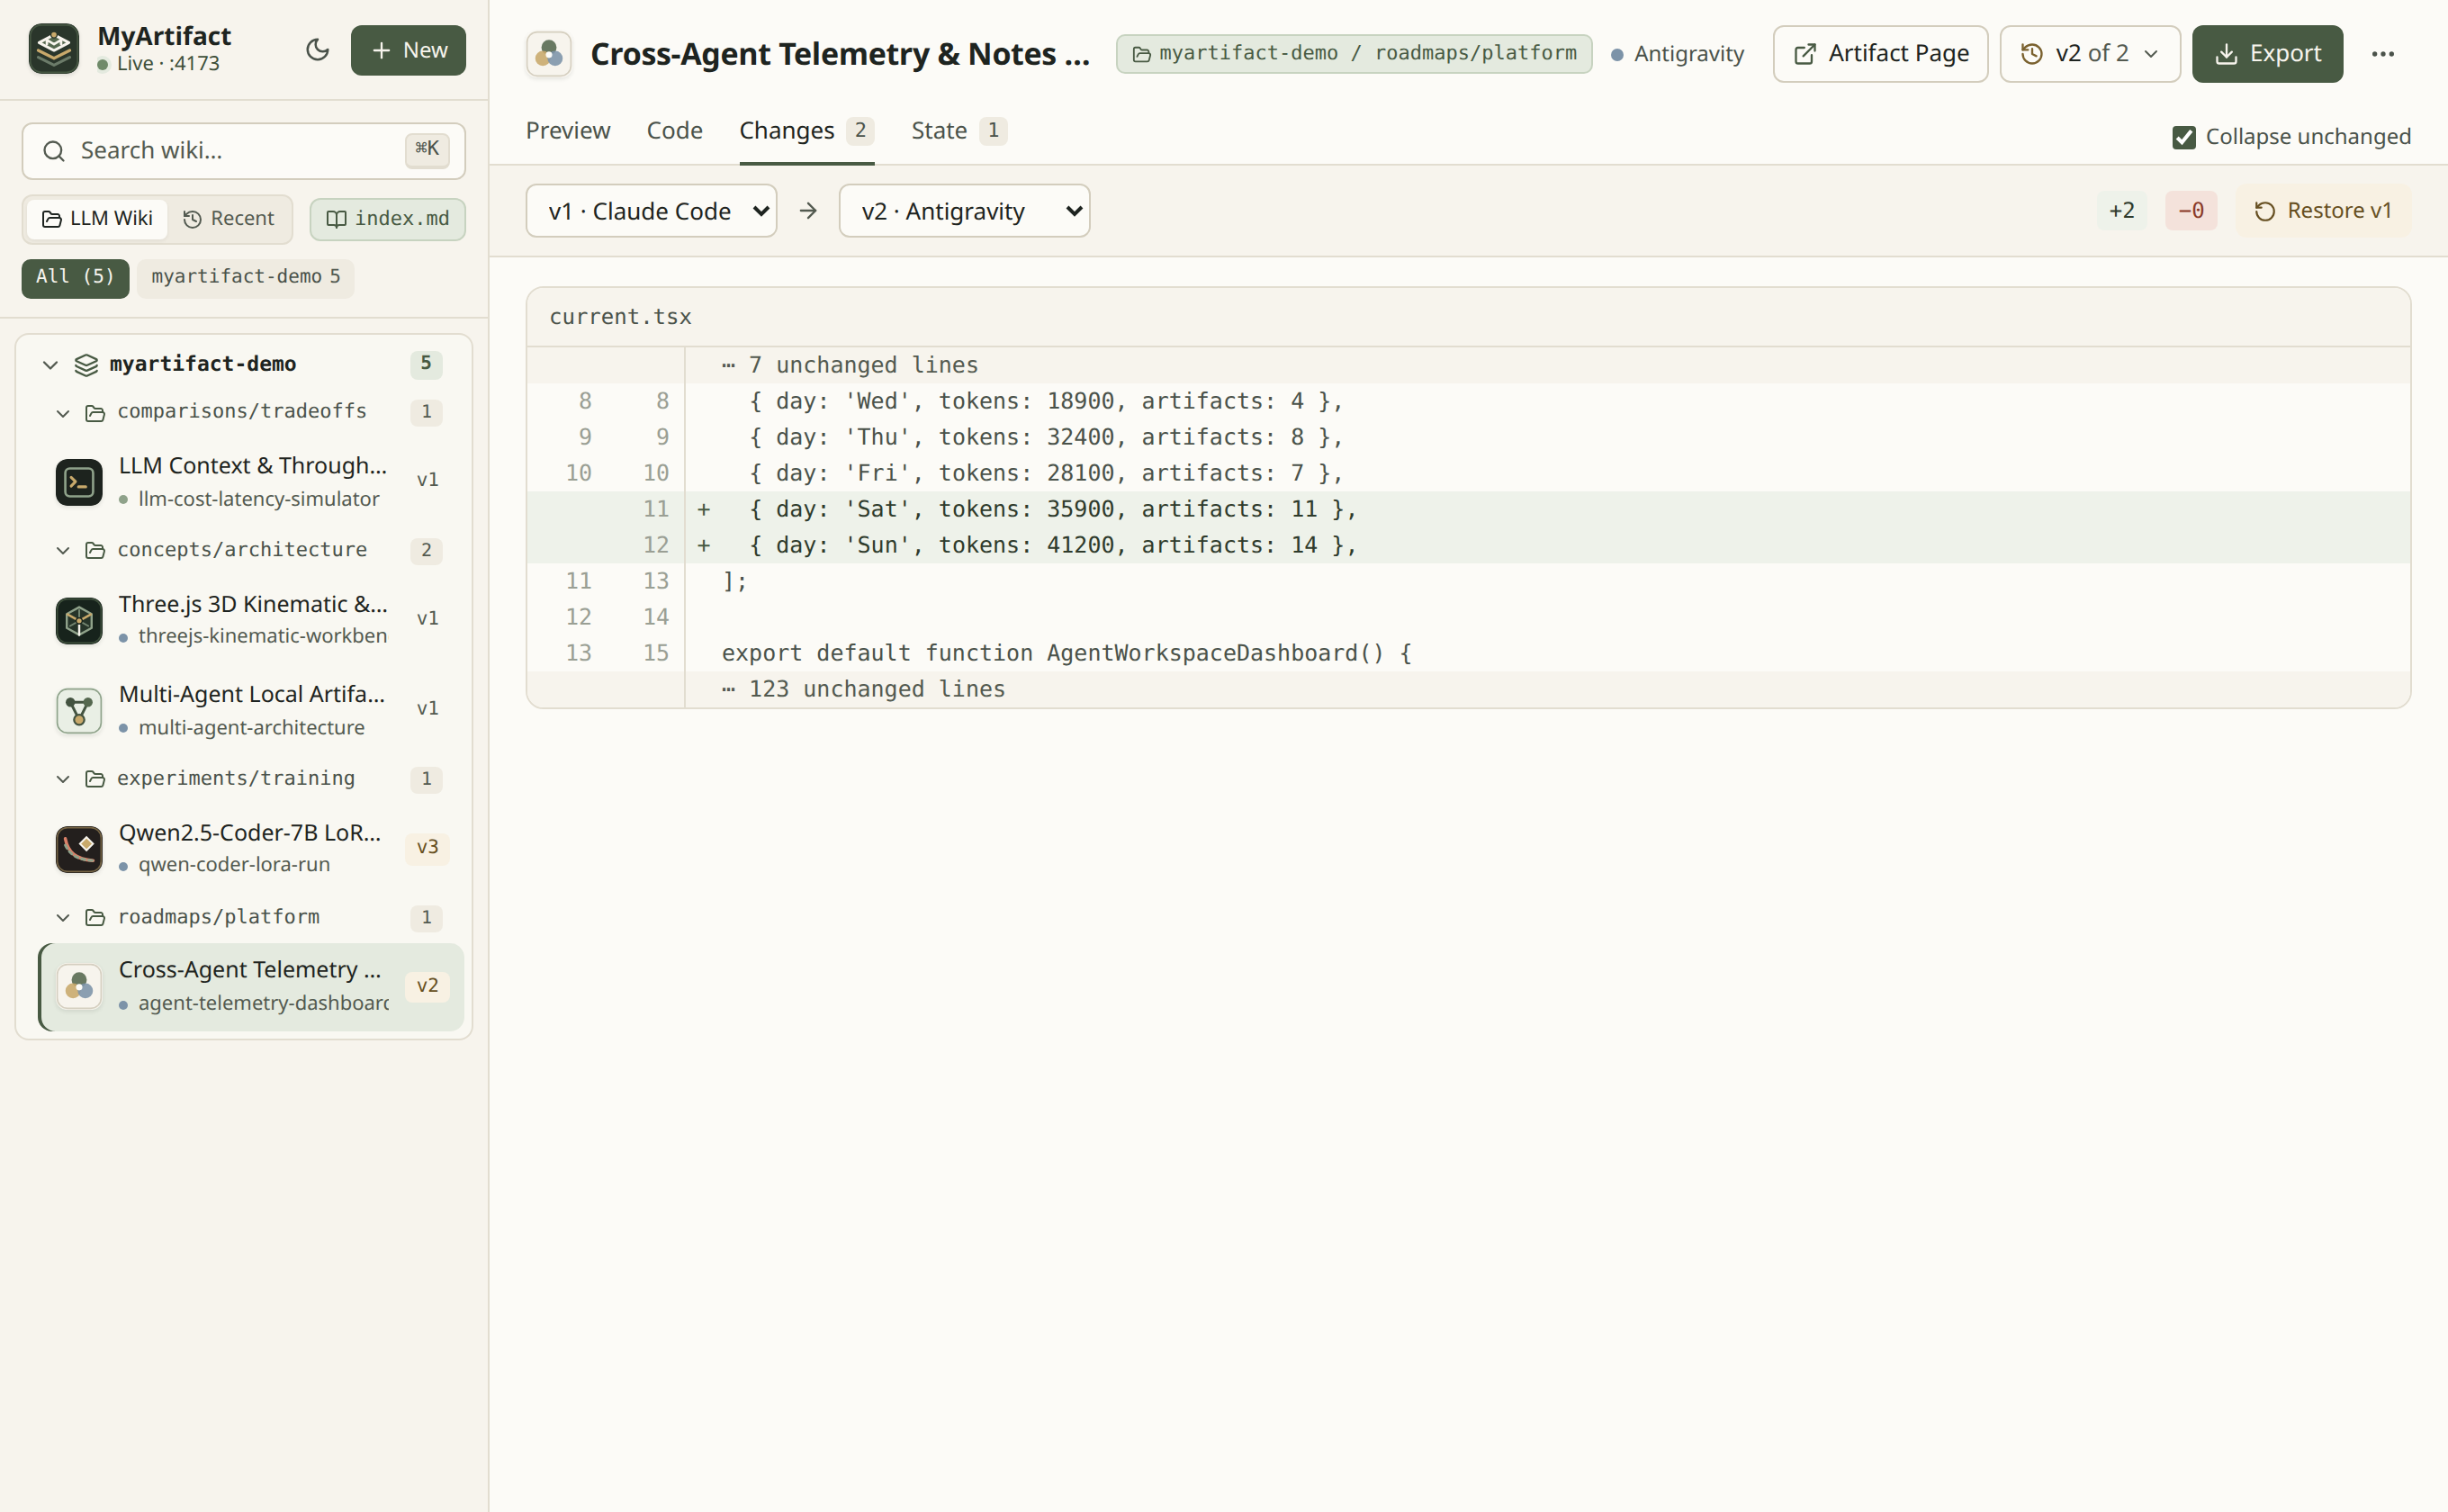 MyArtifact
Live · :4173
New
Search wiki...
⌘K
LLM Wiki
Recent
index.md
All (5)
myartifact-demo 5
myartifact-demo
5
comparisons/tradeoffs
1
LLM Context & Through...
v1
llm-cost-latency-simulator
concepts/architecture
2
Three.js 3D Kinematic &...
v1
threejs-kinematic-workben
Multi-Agent Local Artifa...
v1
multi-agent-architecture
experiments/training
1
Qwen2.5-Coder-7B LoR...
v3
qwen-coder-lora-run
roadmaps/platform
1
Cross-Agent Telemetry ...
v2
agent-telemetry-dashboard
Cross-Agent Telemetry & Notes ...
myartifact-demo / roadmaps/platform
Antigravity
Artifact Page
v2 of 2
Export
Preview
Code
Changes 2
State 1
Collapse unchanged
v1 · Claude Code
→
v2 · Antigravity
+2
−0
Restore v1
current.tsx
⋯ 7 unchanged lines
8 8 { day: 'Wed', tokens: 18900, artifacts: 4 },
9 9 { day: 'Thu', tokens: 32400, artifacts: 8 },
10 10 { day: 'Fri', tokens: 28100, artifacts: 7 },
11 + { day: 'Sat', tokens: 35900, artifacts: 11 },
12 + { day: 'Sun', tokens: 41200, artifacts: 14 },
11 13 ];
12 14
13 15 export default function AgentWorkspaceDashboard() {
⋯ 123 unchanged lines